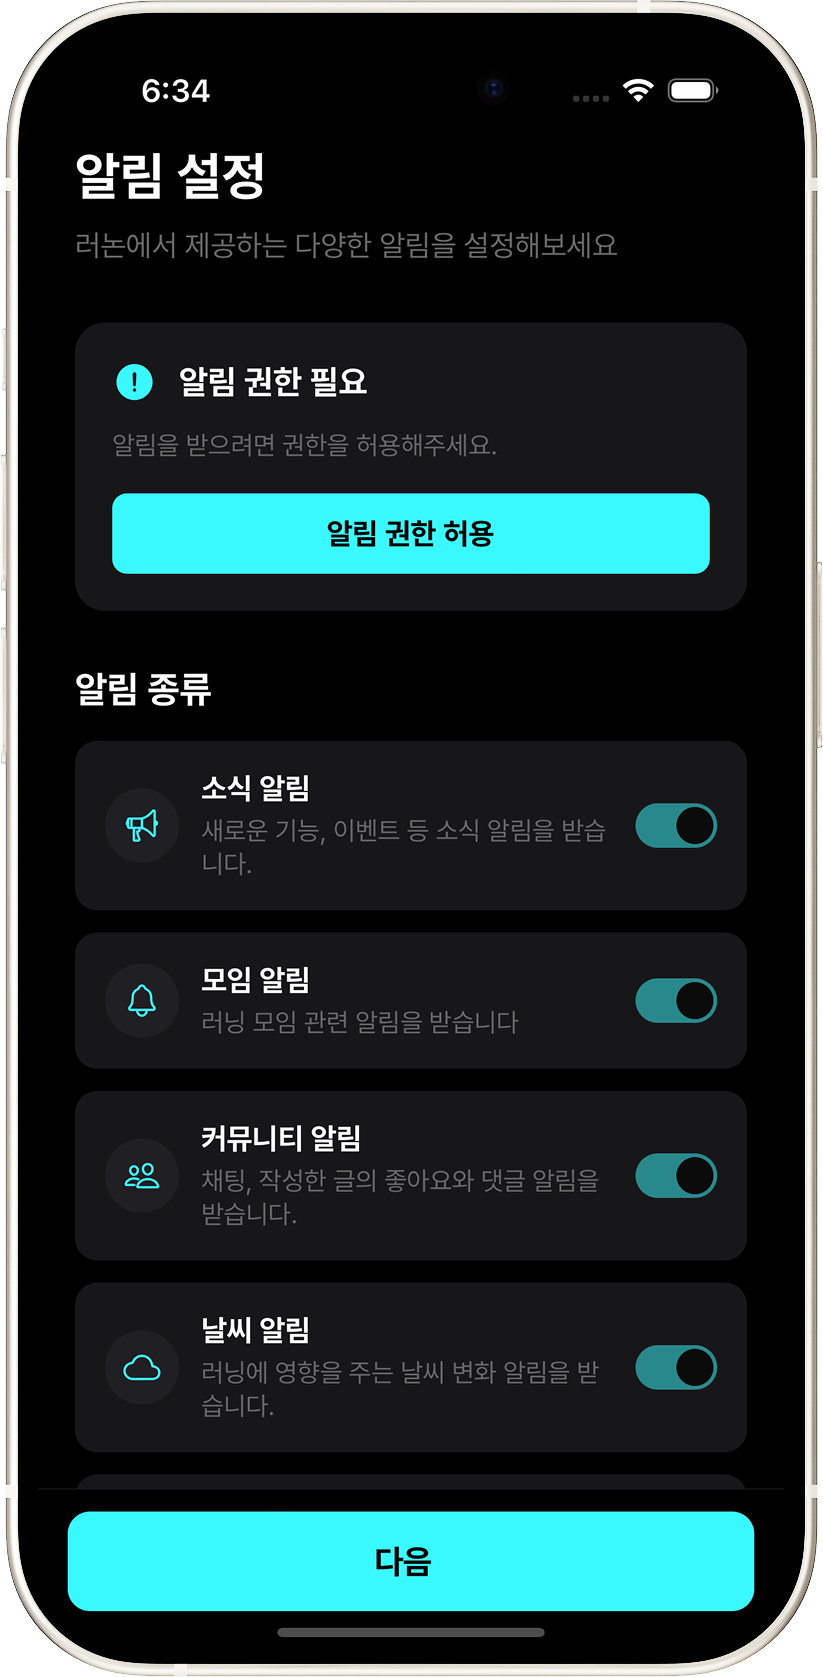 6:34
알림 설정
러논에서 제공하는 다양한 알림을 설정해보세요
알림 권한 필요
알림을 받으려면 권한을 허용해주세요.
알림 권한 허용
알림 종류
소식 알림
새로운 기능, 이벤트 등 소식 알림을 받습
니다.
모임 알림
러닝 모임 관련 알림을 받습니다
커뮤니티 알림
채팅, 작성한 글의 좋아요와 댓글 알림을
받습니다.
날씨 알림
러닝에 영향을 주는 날씨 변화 알림을 받
습니다.
다음